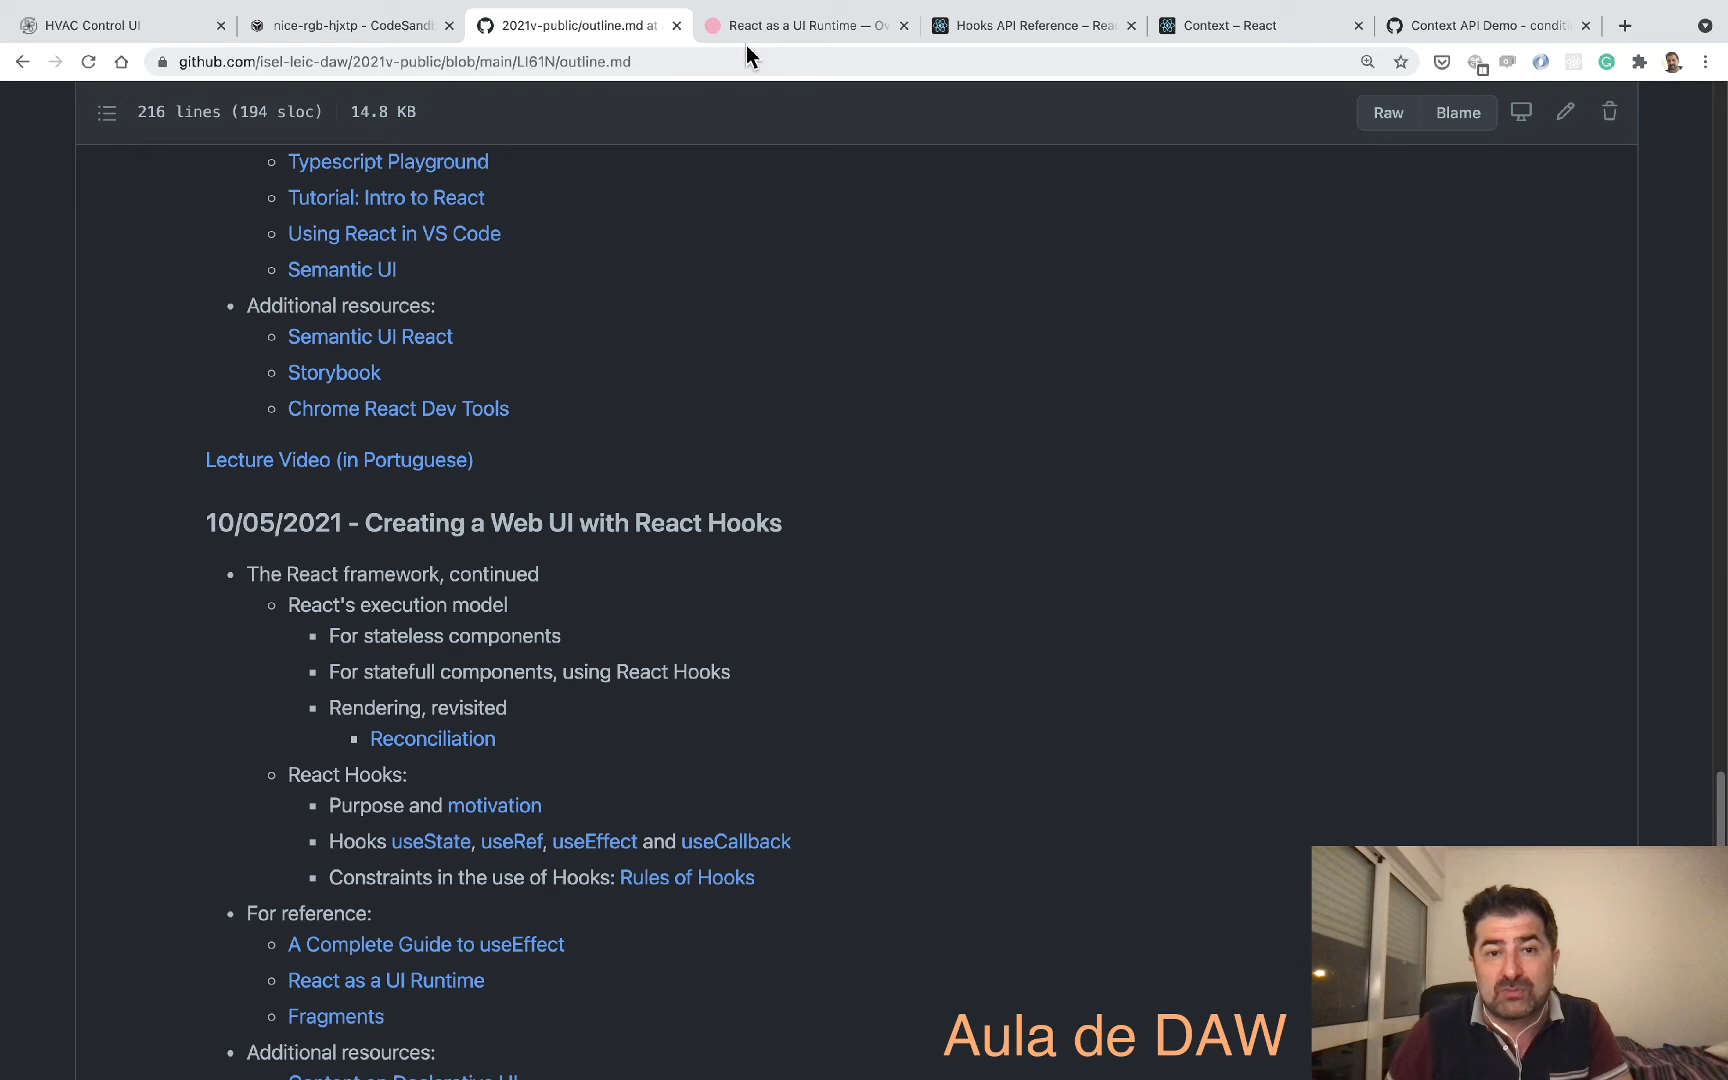 HVAC Control UI
nice-rgb-hjxtp - CodeSandb
2021v-public/outline.md at
React as a UI Runtime — Ov
Hooks API Reference – Rea
Context – React
Context API Demo - conditi
github.com/isel-leic-daw/2021v-public/blob/main/LI61N/outline.md
216 lines (194 sloc) 14.8 KB
Raw Blame
Typescript Playground
Tutorial: Intro to React
Using React in VS Code
Semantic UI
Additional resources:
Semantic UI React
Storybook
Chrome React Dev Tools
Lecture Video (in Portuguese)
10/05/2021 - Creating a Web UI with React Hooks
The React framework, continued
React's execution model
For stateless components
For statefull components, using React Hooks
Rendering, revisited
Reconciliation
React Hooks:
Purpose and motivation
Hooks useState, useRef, useEffect and useCallback
Constraints in the use of Hooks: Rules of Hooks
For reference:
A Complete Guide to useEffect
React as a UI Runtime
Fragments
Additional resources:
Aula de DAW